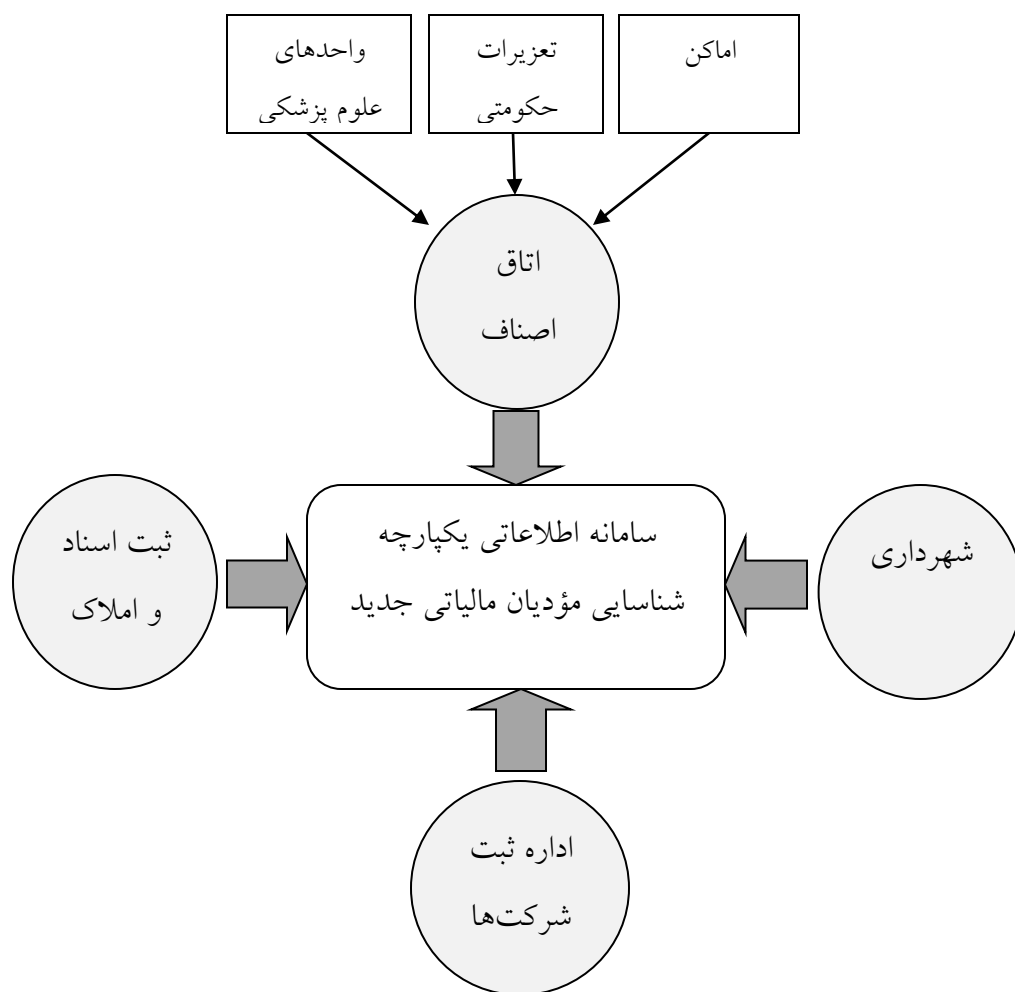 اماکن
تعزیرات
حکومتی
واحدهای
علوم پزشکی
اتاق
اصناف
شهرداری
سامانه اطلاعاتی یکپارچه
شناسایی مؤدیان مالیاتی جدید
ثبت اسناد
و املاک
اداره ثبت
شرکت‌ها